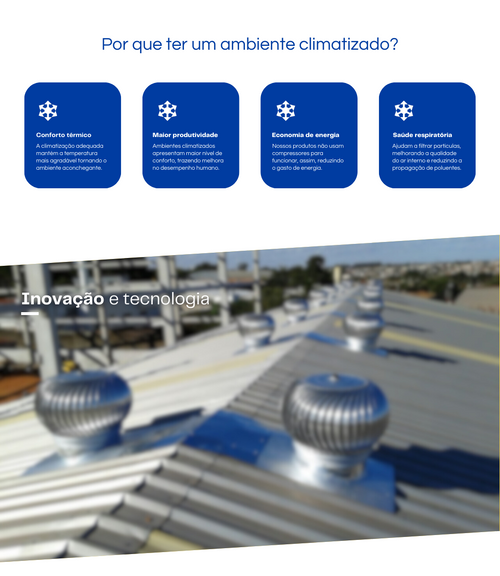 Por que ter um ambiente climatizado?
Conforto térmico
A climatização adequada
mantém a temperatura
mais agradável tornando o
ambiente aconchegante.
Maior produtividade
Ambientes climatizados
apresentam maior nível de
conforto, trazendo melhora
no desempenho humano.
Economia de energia
Nossos produtos não usam
compressores para
funcionar, assim, reduzindo
o gasto de energia.
Saúde respiratória
Ajudam a filtrar partículas,
melhorando a qualidade
do ar interno e reduzindo a
propagação de poluentes.
Inovação e tecnologia